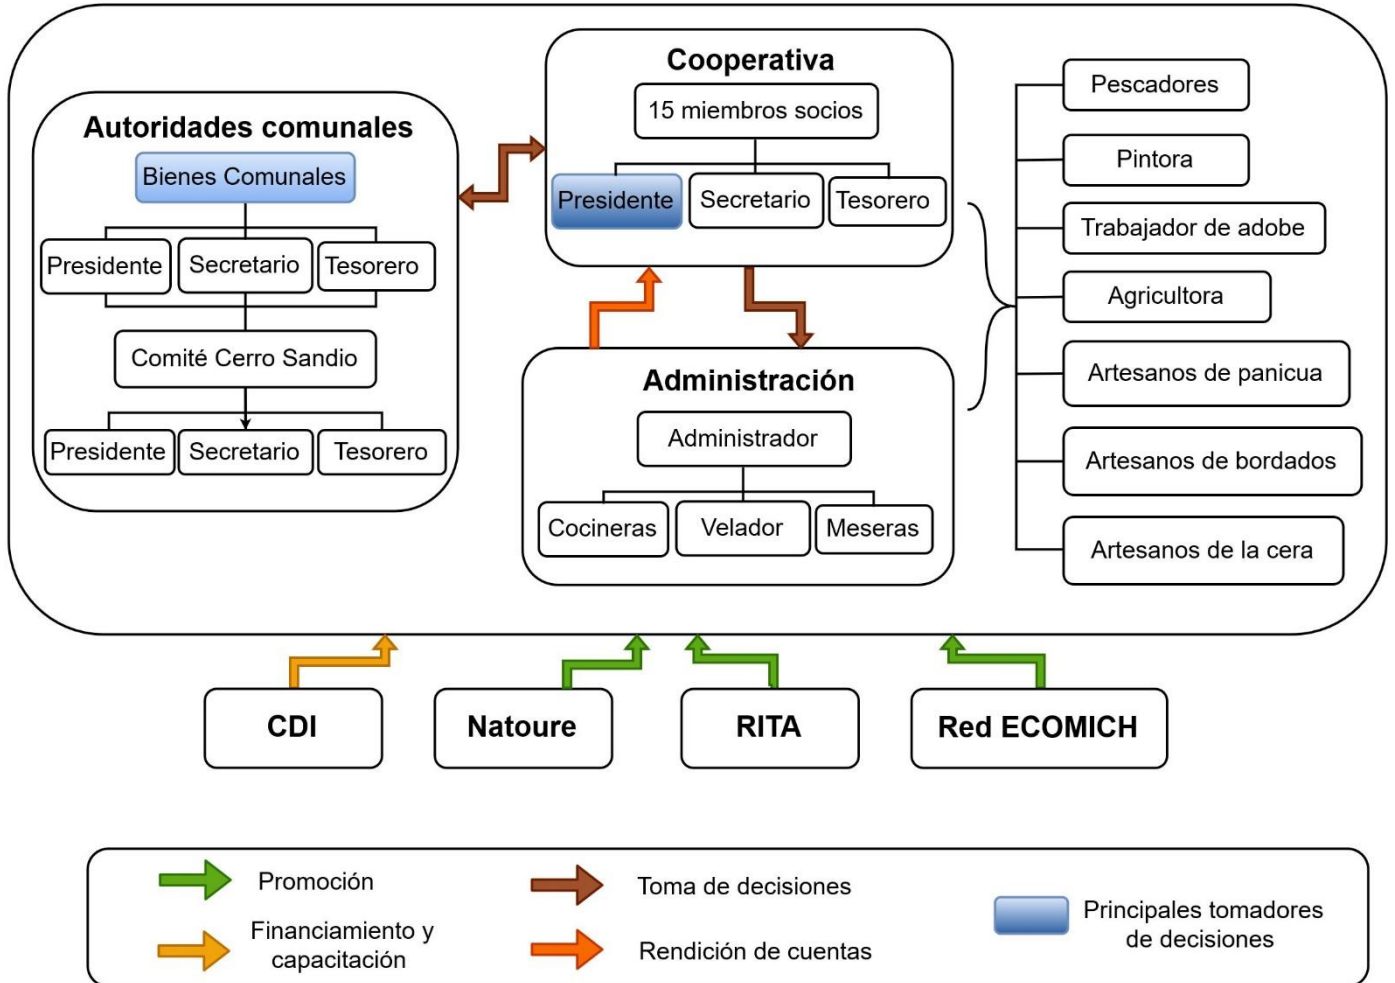 Autoridades comunales
Bienes Comunales
Presidente
Secretario
Tesorero
Comité Cerro Sandio
Presidente
Secretario
Tesorero
Cooperativa
15 miembros socios
Presidente
Secretario
Tesorero
Administración
Administrador
Cocineras
Velador
Meseras
Pescadores
Pintora
Trabajador de adobe
Agricultora
Artesanos de panicua
Artesanos de bordados
Artesanos de la cera
CDI
Natoure
RITA
Red ECOMICH
Promoción
Financiamiento y
capacitación
Toma de decisiones
Rendición de cuentas
Principales tomadores
de decisiones